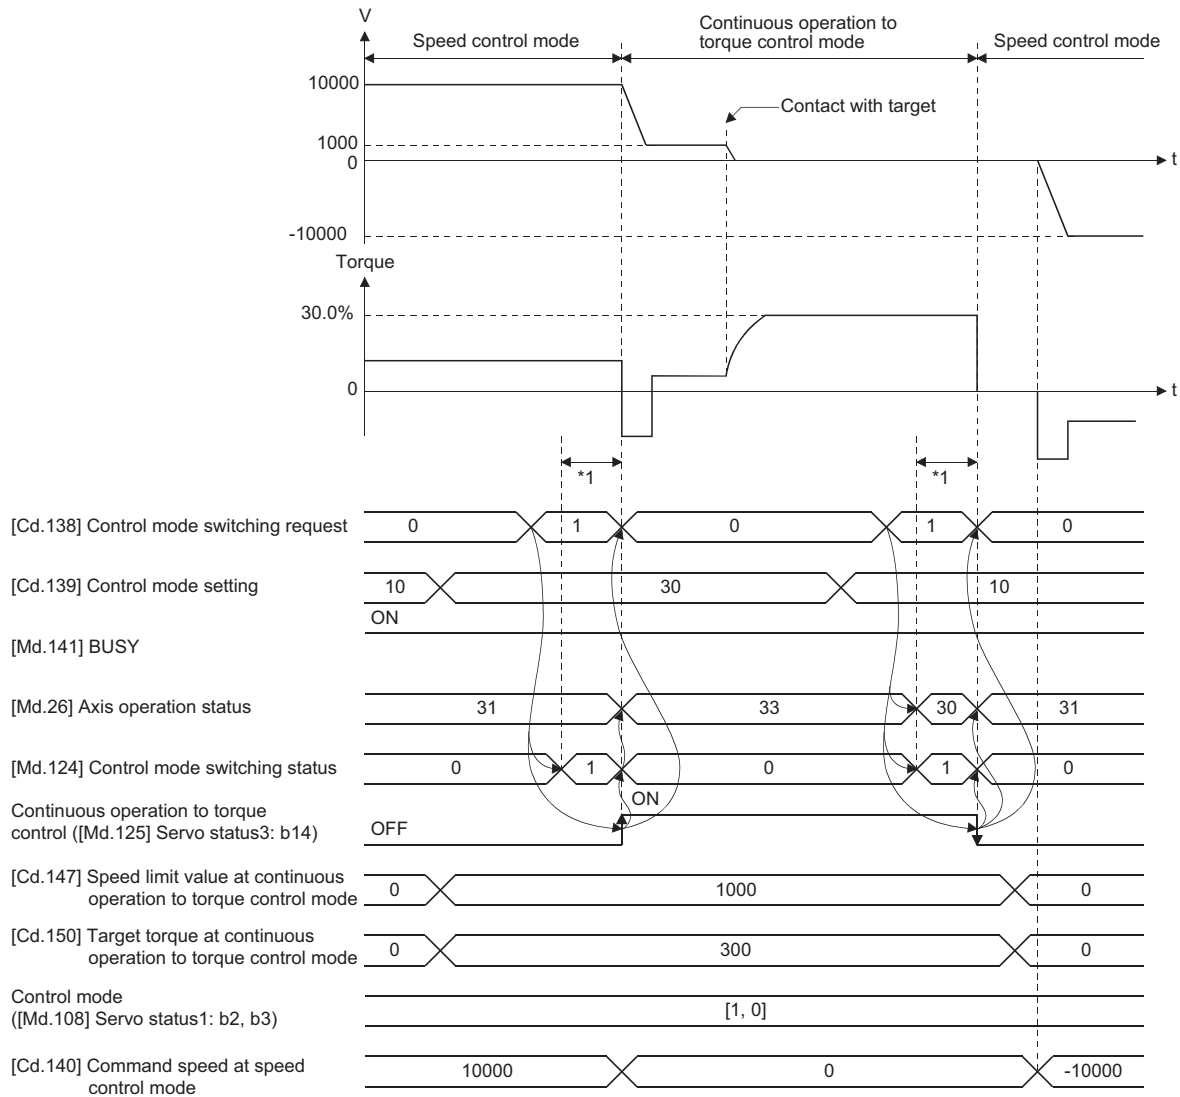 V
Speed control mode
Continuous operation to
torque control mode
Speed control mode
10000
Contact with target
1000
0
t
-10000
Torque
30.0%
0
t
*1
*1
[Cd.138] Control mode switching request
0
1
0
1
0
[Cd.139] Control mode setting
10
30
10
ON
[Md.141] BUSY
[Md.26] Axis operation status
31
33
30
31
[Md.124] Control mode switching status
0
1
0
1
0
Continuous operation to torque
control ([Md.125] Servo status3: b14)
OFF
ON
[Cd.147] Speed limit value at continuous
operation to torque control mode
0
1000
0
[Cd.150] Target torque at continuous
operation to torque control mode
0
300
0
Control mode
([Md.108] Servo status1: b2, b3)
[1, 0]
[Cd.140] Command speed at speed
control mode
10000
0
-10000